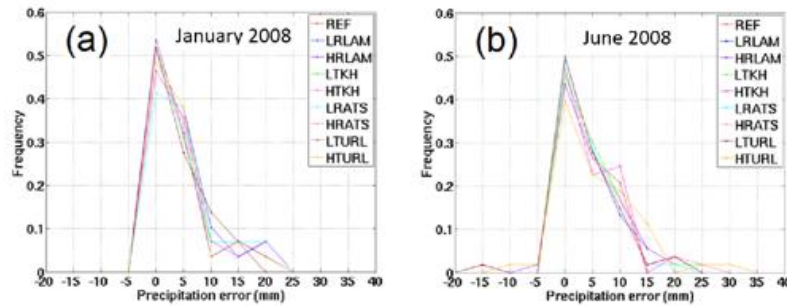 (a) January 2008
REF
LRLAM
HRLAM
LTKH
HTKH
LRATS
HRATS
LTURL
HTURL
Frequency
0.6
0.5
0.4
0.3
0.2
0.1
0
-20 -15 -10 -5 0 5 10 15 20 25 30 35 40
Precipitation error (mm)
(b) June 2008
REF
LRLAM
HRLAM
LTKH
HTKH
LRATS
HRATS
LTURL
HTURL
Frequency
0.6
0.5
0.4
0.3
0.2
0.1
0
-20 -15 -10 -5 0 5 10 15 20 25 30 35 40
Precipitation error (mm)